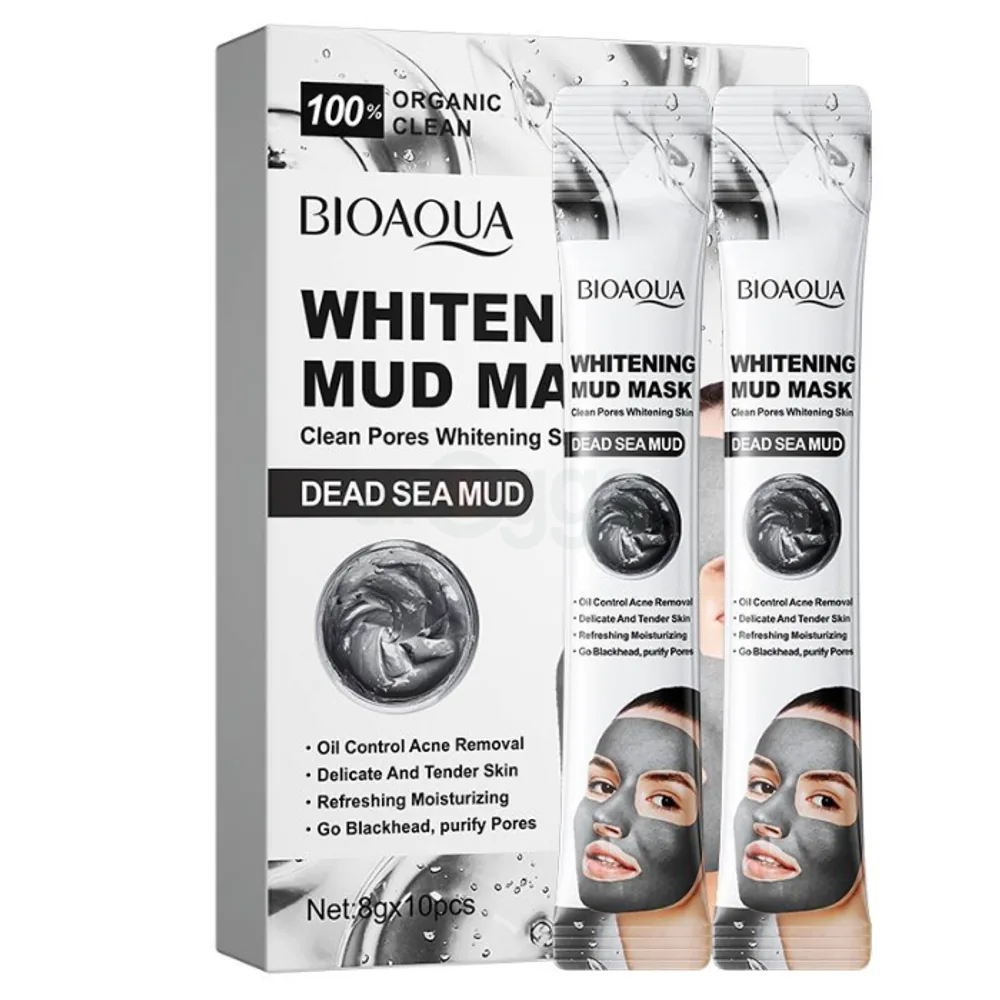 100% ORGANIC
CLEAN
BIOAQUA
WHITEN
MUD MA
Clean Pores Whitening S
DEAD SEA MUD
• Oil Control Acne Removal
• Delicate And Tender Skin
• Refreshing Moisturizing
• Go Blackhead, purify Pores
Net:8gx10pcs
BIOAQUA
WHITENING
MUD MASK
Clean Pores Whitening Skin
DEAD SEA MUD
• Oil Control Acne Removal
• Delicate And Tender Skin
• Refreshing Moisturizing
• Go Blackhead, purify Pores
BIOAQUA
WHITENING
MUD MASK
Clean Pores Whitening Skin
DEAD SEA MUD
• Oil Control Acne Removal
• Delicate And Tender Skin
• Refreshing Moisturizing
• Go Blackhead, purify Pores